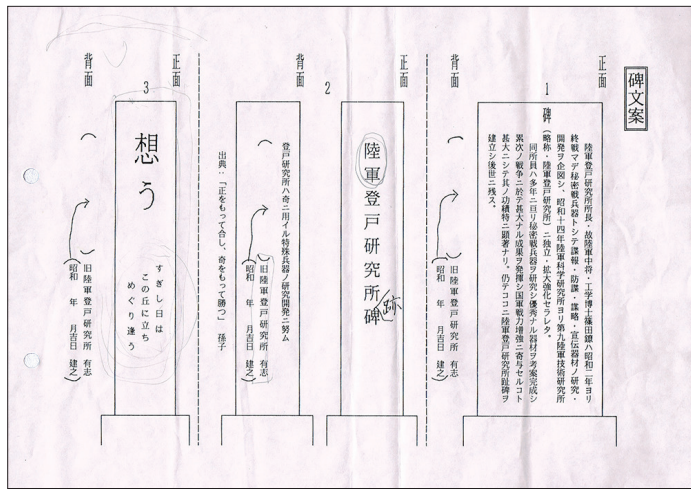 碑文案
正面
1
碑
陸軍登戸研究所所長・故陸軍中将・工学博士篠田鐐ハ昭和二年ヨリ
終戦マデ秘密戦兵器トシテ諜報・防諜・謀略・宣伝器材ノ研究・
開発ヲ企図シ、昭和十四年陸軍科学研究所ヨリ第九陸軍技術研究所
(略称・陸軍登戸研究所)ニ独立・拡大強化セラレタ。
同所員ハ多年ニ亘リ秘密戦兵器ヲ研究シ優秀ナル器材ヲ考案完成シ
累次ノ戦争ニ於テ甚大ナル成果ヲ発揮シ国軍戦力増強ニ寄与セルコト
甚大ニシテ其ノ功績特ニ顕著ナリ。仍テココニ陸軍登戸研究所趾碑ヲ
建立シ後世ニ残ス。
背面
旧陸軍登戸研究所 有志
(昭和 年 月吉日 建之)
正面
2
陸軍登戸研究所碑
跡
背面
登戸研究所ハ奇ニ用イル特殊兵器ノ研究開発ニ努ム
旧陸軍登戸研究所 有志
(昭和 年 月吉日 建之)
出典:「正をもって合し、奇をもって勝つ」 孫子
正面
3
想う
すぎし日は
この丘に立ち
めぐり逢う
背面
旧陸軍登戸研究所 有志
(昭和 年 月吉日 建之)